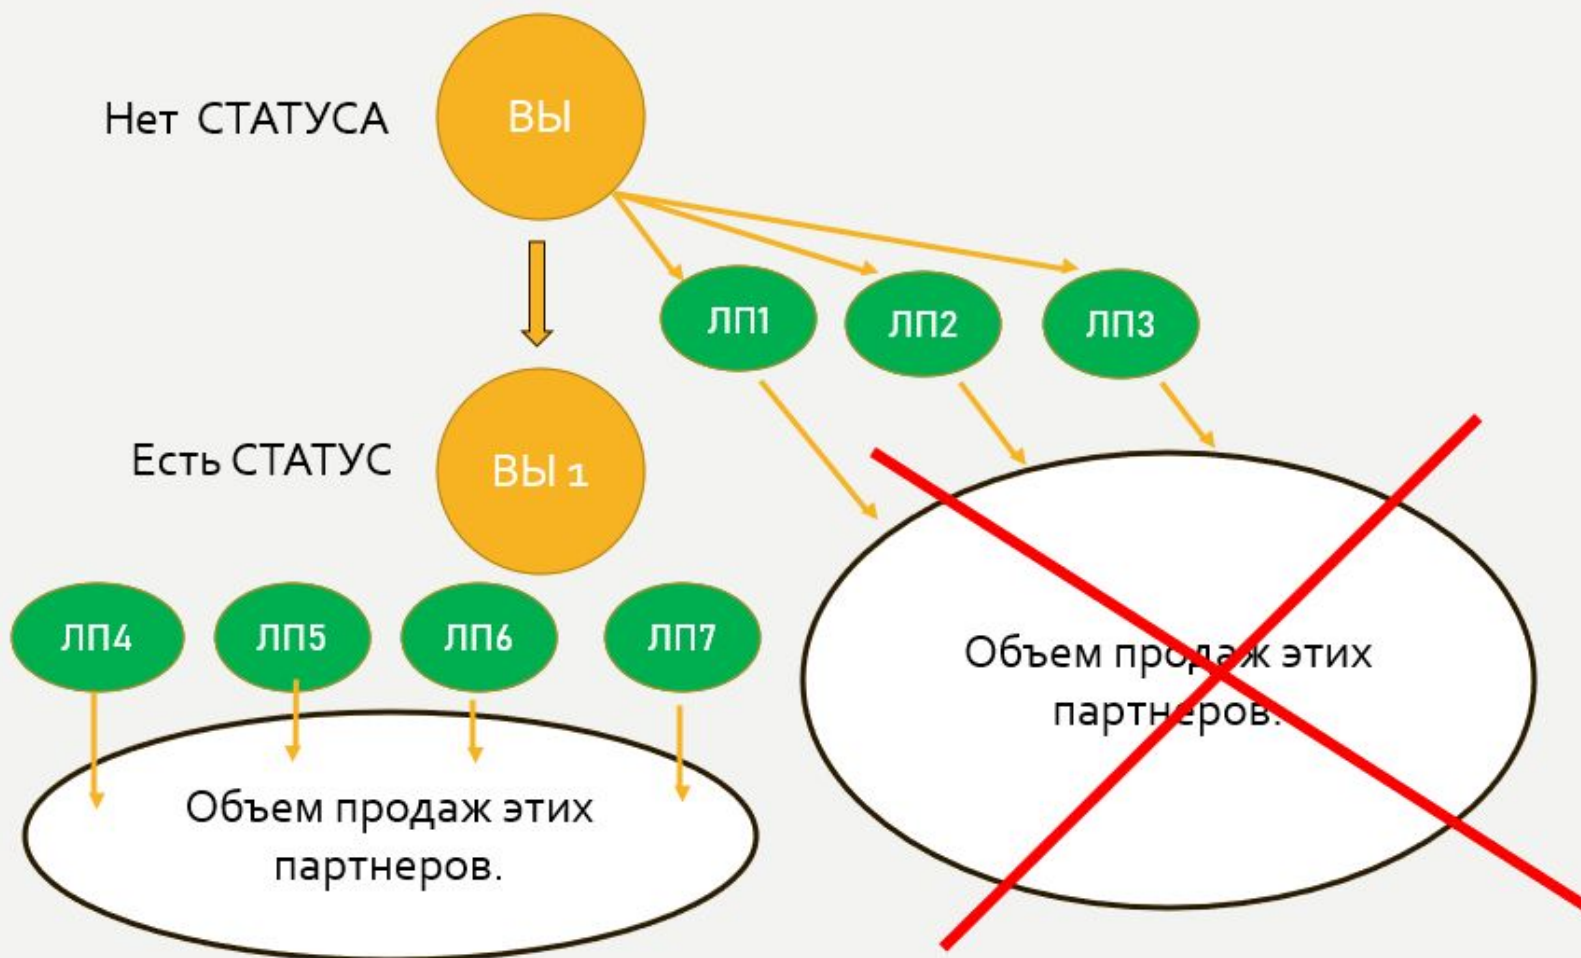 Нет СТАТУСА
ВЫ
ЛП1
ЛП2
ЛП3
Есть СТАТУС
ВЫ 1
ЛП4
ЛП5
ЛП6
ЛП7
Объем продаж этих
партнеров.
Объем продаж этих
партнеров.